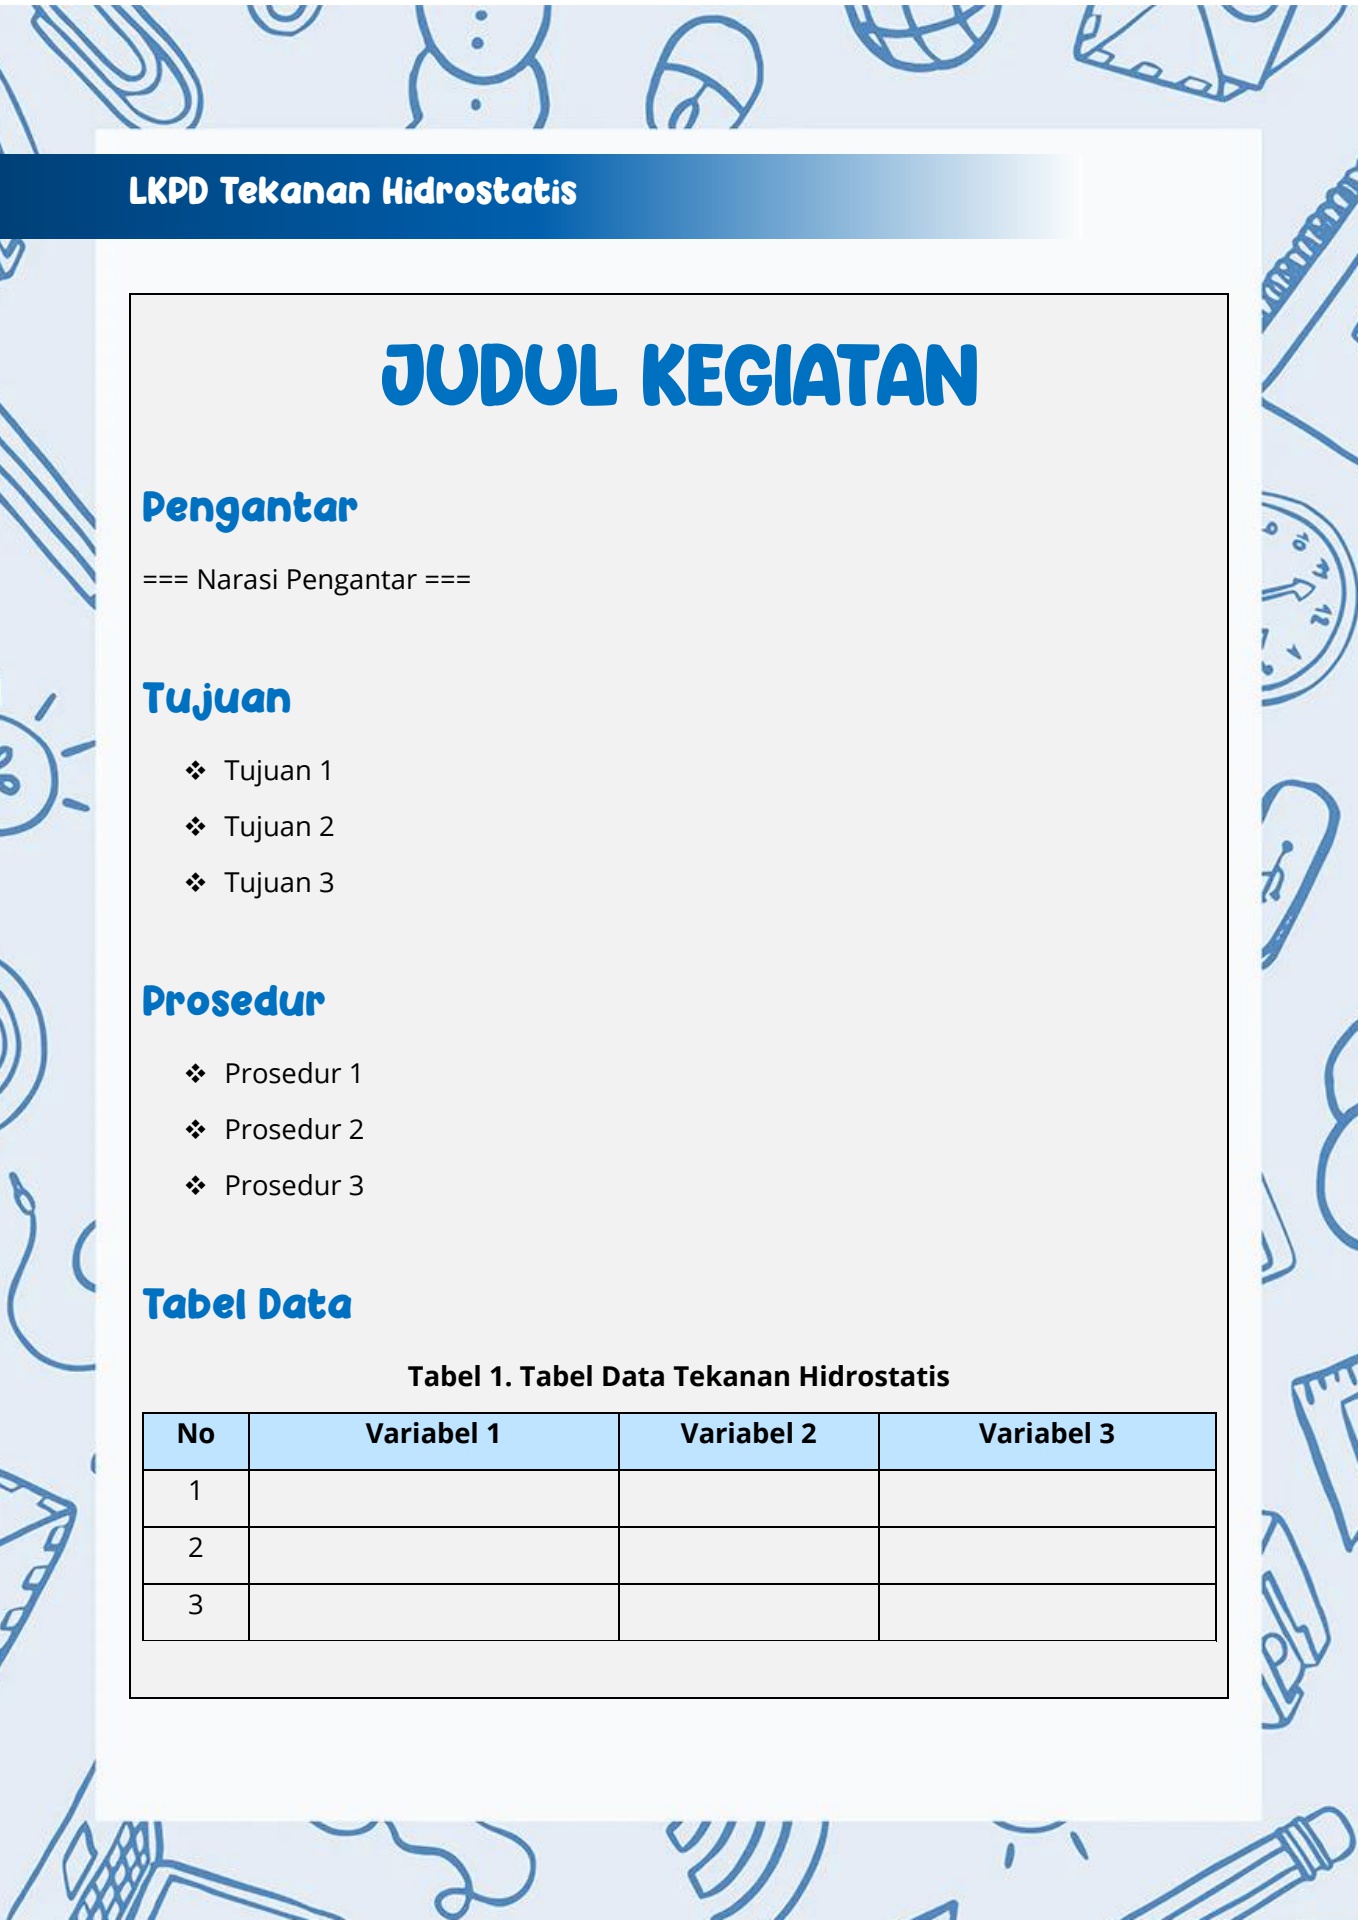 LKPD Tekanan Hidrostatis
JUDUL KEGIATAN
Pengantar
=== Narasi Pengantar ===
Tujuan
❖ Tujuan 1
❖ Tujuan 2
❖ Tujuan 3
Prosedur
❖ Prosedur 1
❖ Prosedur 2
❖ Prosedur 3
Tabel Data
Tabel 1. Tabel Data Tekanan Hidrostatis
No Variabel 1 Variabel 2 Variabel 3
1
2
3